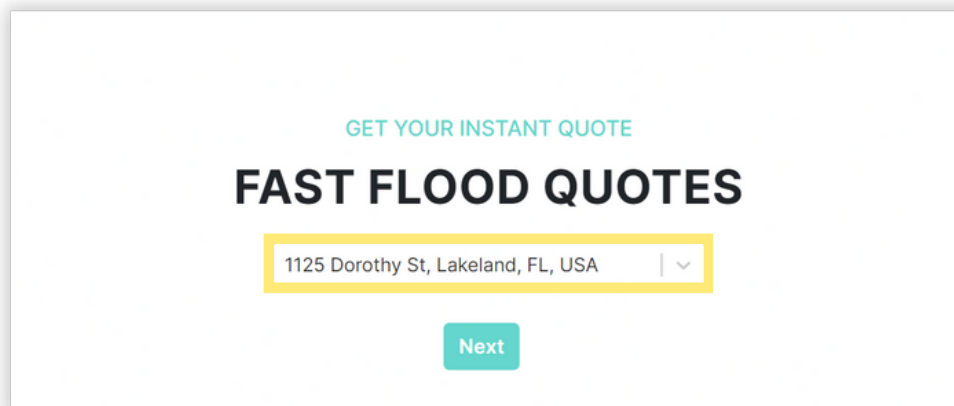 GET YOUR INSTANT QUOTE
FAST FLOOD QUOTES
1125 Dorothy St, Lakeland, FL, USA
Next